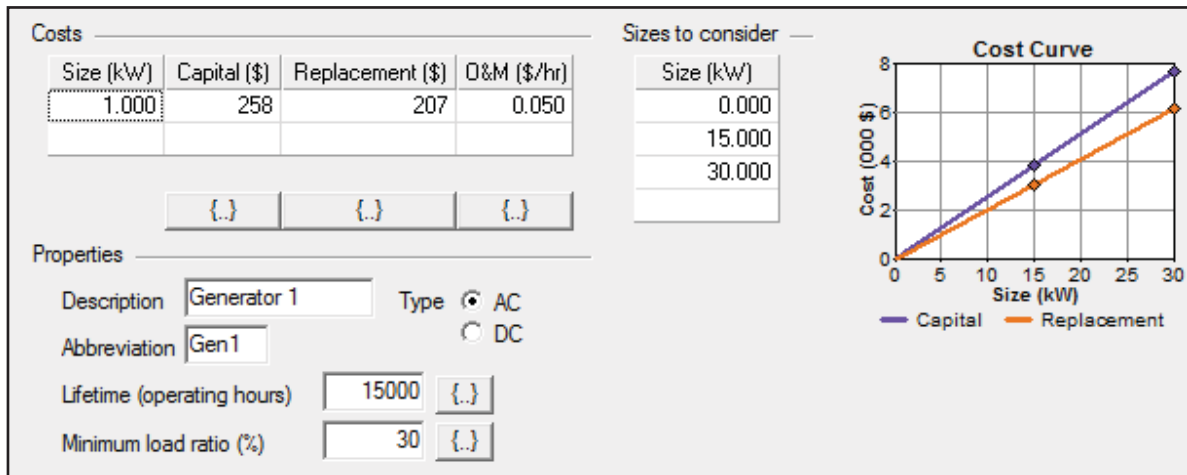 Costs
Size (kW) Capital ($) Replacement ($) O&M ($/hr)
1.000 258 207 0.050
{..} {..} {..}
Sizes to consider
Size (kW)
0.000
15.000
30.000
Cost Curve
Cost (000 $)
8
6
4
2
0
0 5 10 15 20 25 30
Size (kW)
Capital Replacement
Properties
Description Generator 1 Type AC
DC
Abbreviation Gen1
Lifetime (operating hours) 15000 {..}
Minimum load ratio (%) 30 {..}